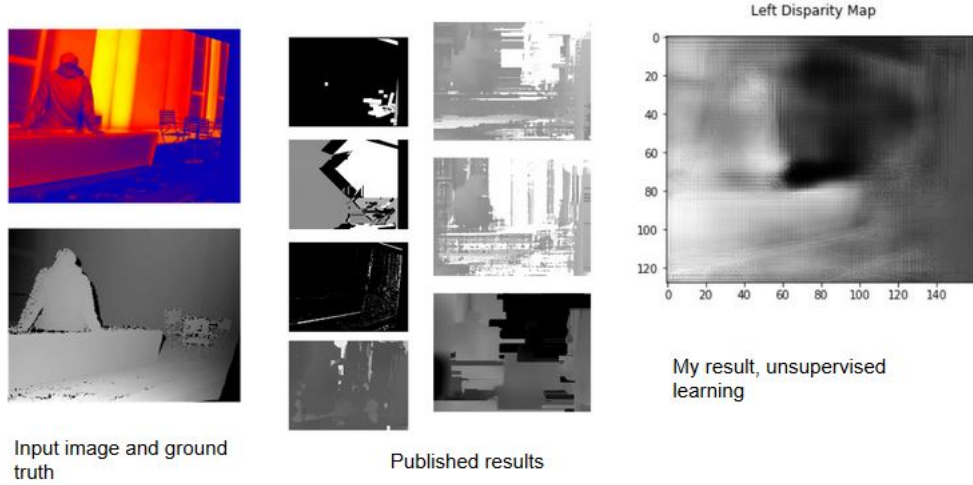 Left Disparity Map
0
20
40
60
80
100
120
0 20 40 60 80 100 120 140
My result, unsupervised
learning
Input image and ground
truth
Published results